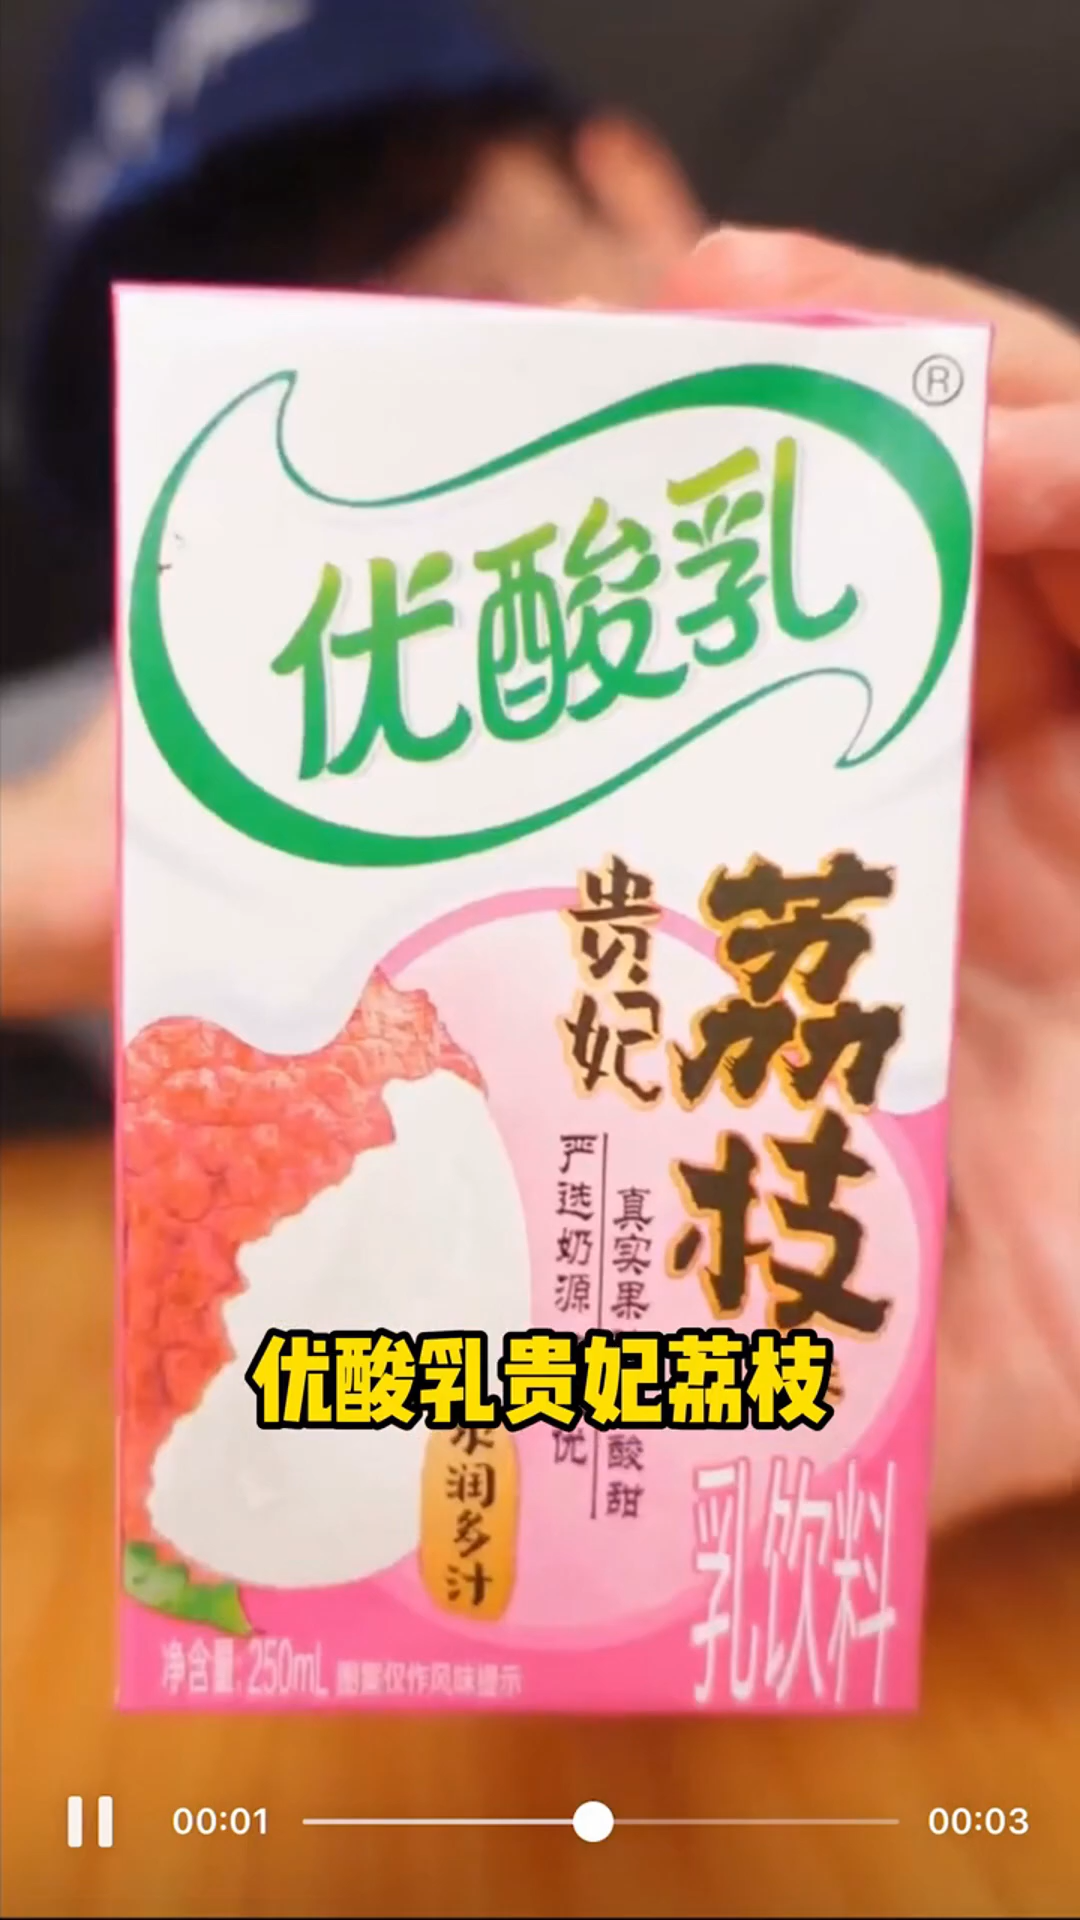 优酸乳
®
荔枝
贵妃
真实果
酸甜
严选奶源
优
优酸乳贵妃荔枝
润多汁
乳饮料
净含量:250mL 图案仅作风味提示
00:01
00:03